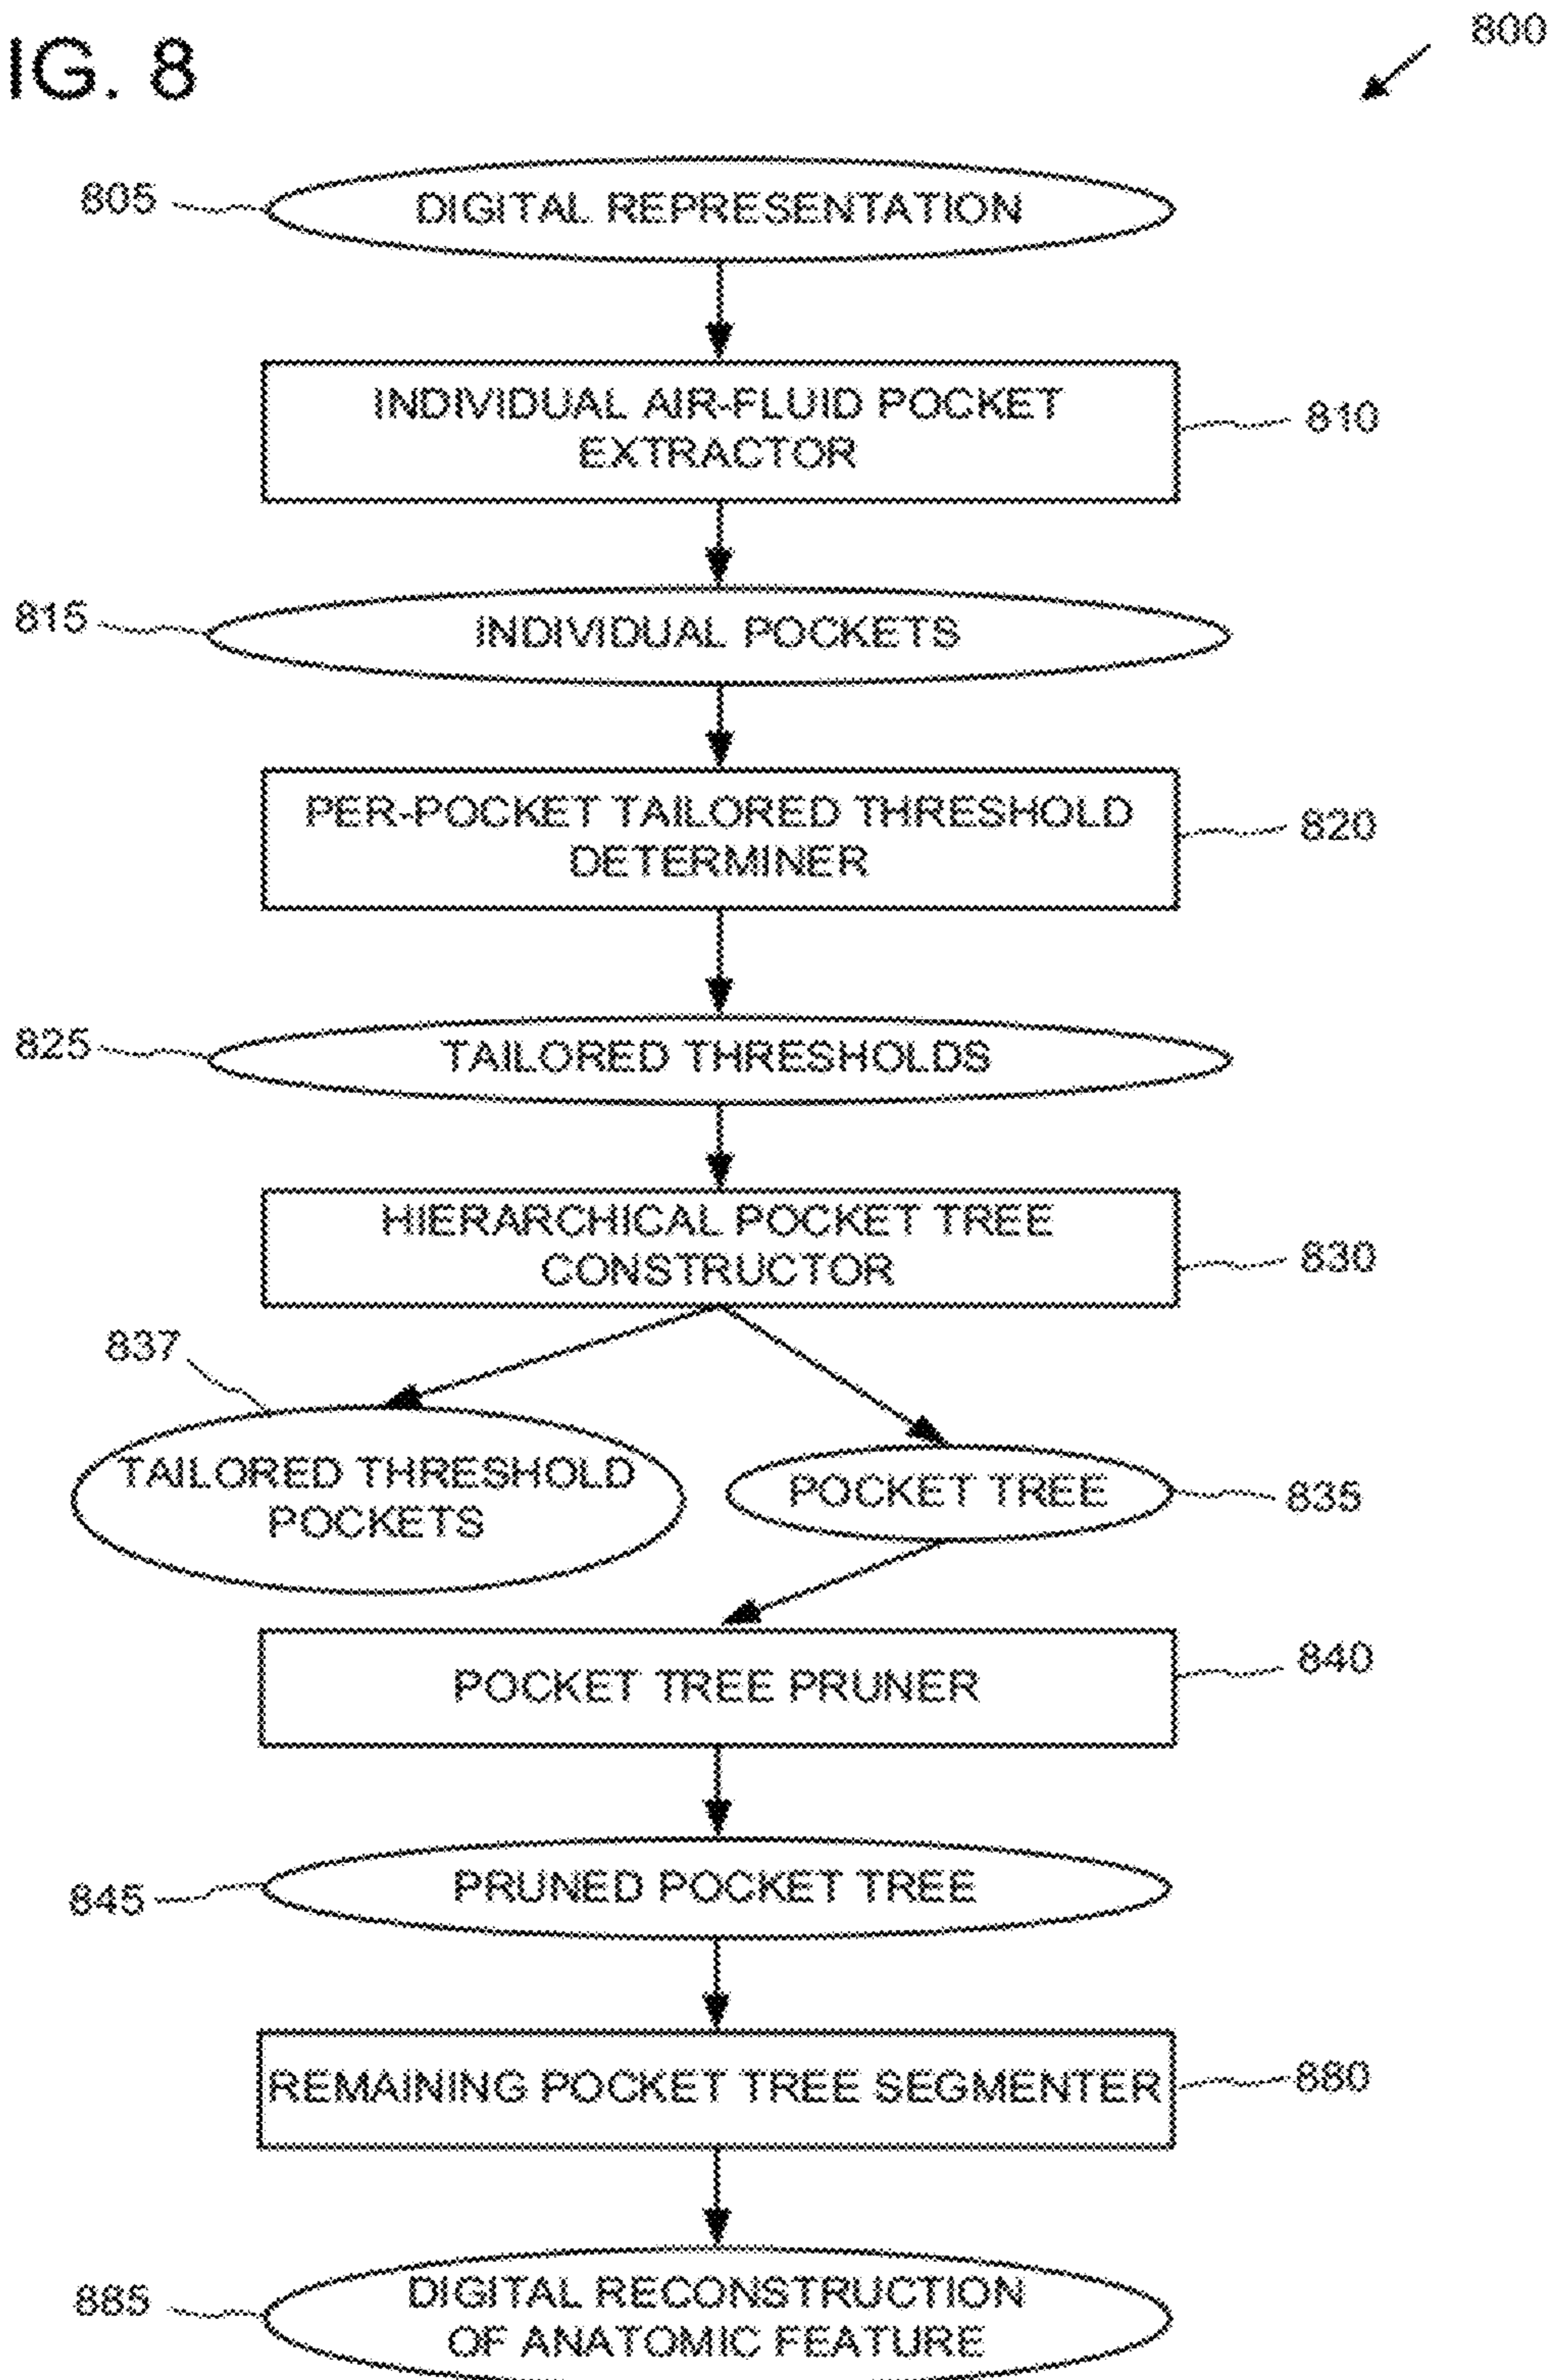 IG. 8
800
805
DIGITAL REPRESENTATION
INDIVIDUAL AIR-FLUID POCKET
EXTRACTOR
810
815
INDIVIDUAL POCKETS
PER-POCKET TAILORED THRESHOLD
DETERMINER
820
825
TAILORED THRESHOLDS
HIERARCHICAL POCKET TREE
CONSTRUCTOR
830
837
TAILORED THRESHOLD
POCKETS
POCKET TREE
835
POCKET TREE PRUNER
840
845
PRUNED POCKET TREE
REMAINING POCKET TREE SEGMENTER
880
885
DIGITAL RECONSTRUCTION
OF ANATOMIC FEATURE